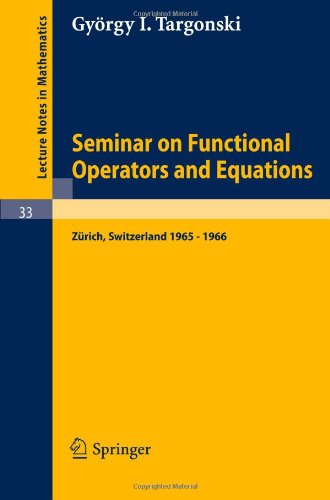 György I. Targonski
Lecture Notes in Mathematics
Seminar on Functional
Operators and Equations
33
Zürich, Switzerland 1965 - 1966
Springer